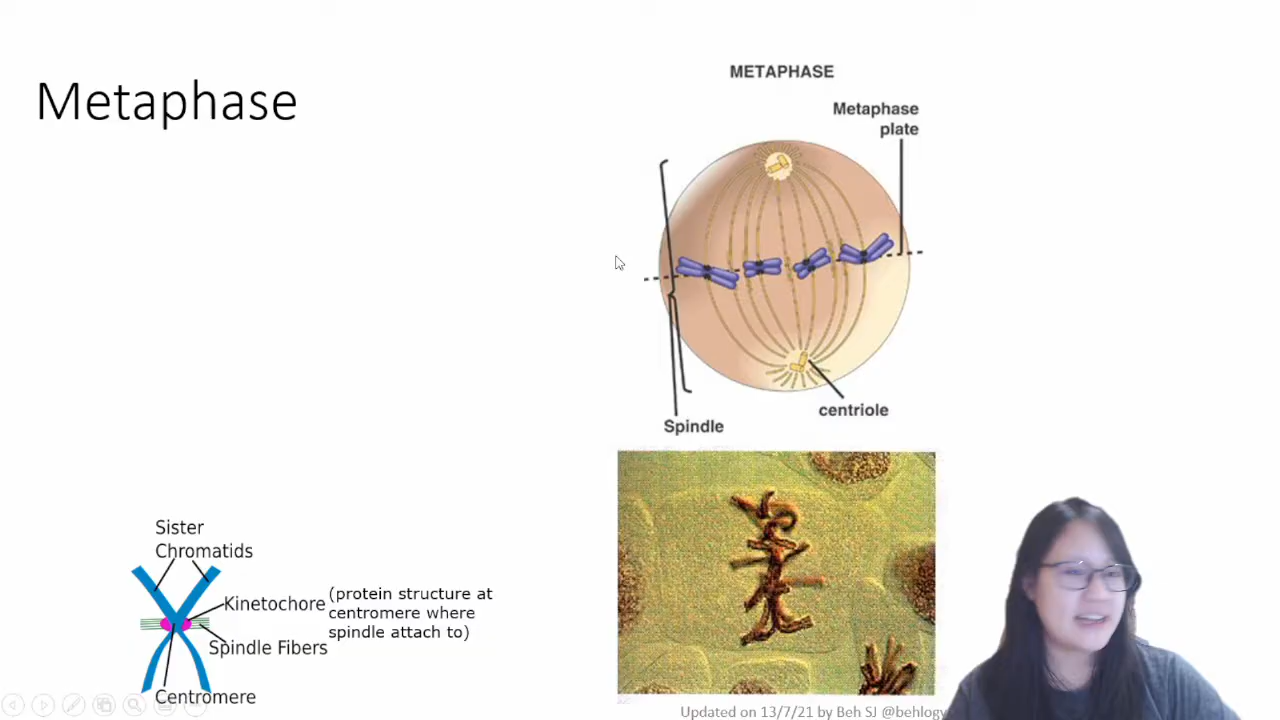 Metaphase
METAPHASE
Metaphase
plate
centriole
Spindle
Sister
Chromatids
Kinetochore
(protein structure at
centromere where
spindle attach to)
Spindle Fibers
Centromere
Updated on 13/7/21 by Beh SJ @behlogy